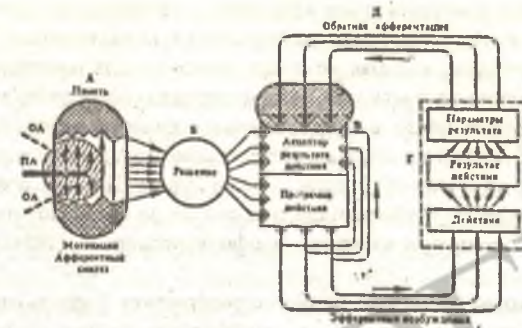 Д
Обратная афферентация
А
Память
ОА
ПА
ОА
Мотивация
Афферентный
синтез
Б
Решение
В
Акцептор
результата
действия
Программа
действия
Г
Параметры
результата
Результат
действия
Действие
Эфферентные возбуждения